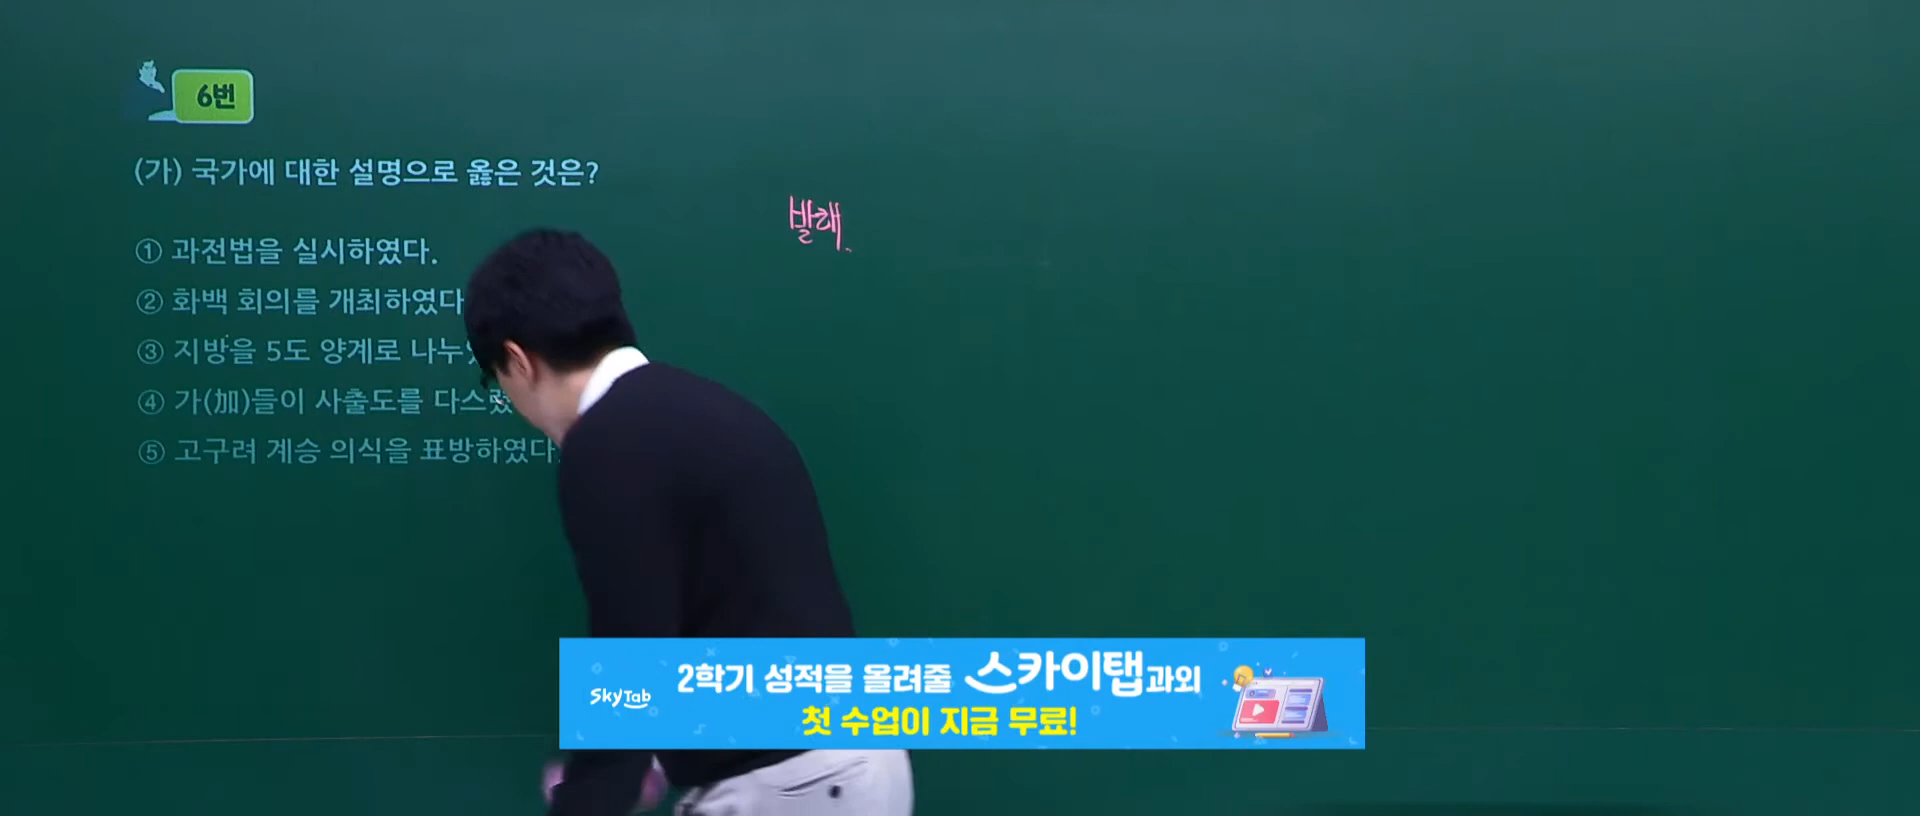 6번
(가) 국가에 대한 설명으로 옳은 것은?
발해
① 과전법을 실시하였다.
② 화백 회의를 개최하였다
③ 지방을 5도 양계로
④ 가(加)들이 사출도를
⑤ 고구려 계승 의식을 표방하였다.
SkyTab
2학기 성적을 올려줄 스카이탭과외
첫 수업이 지금 무료!